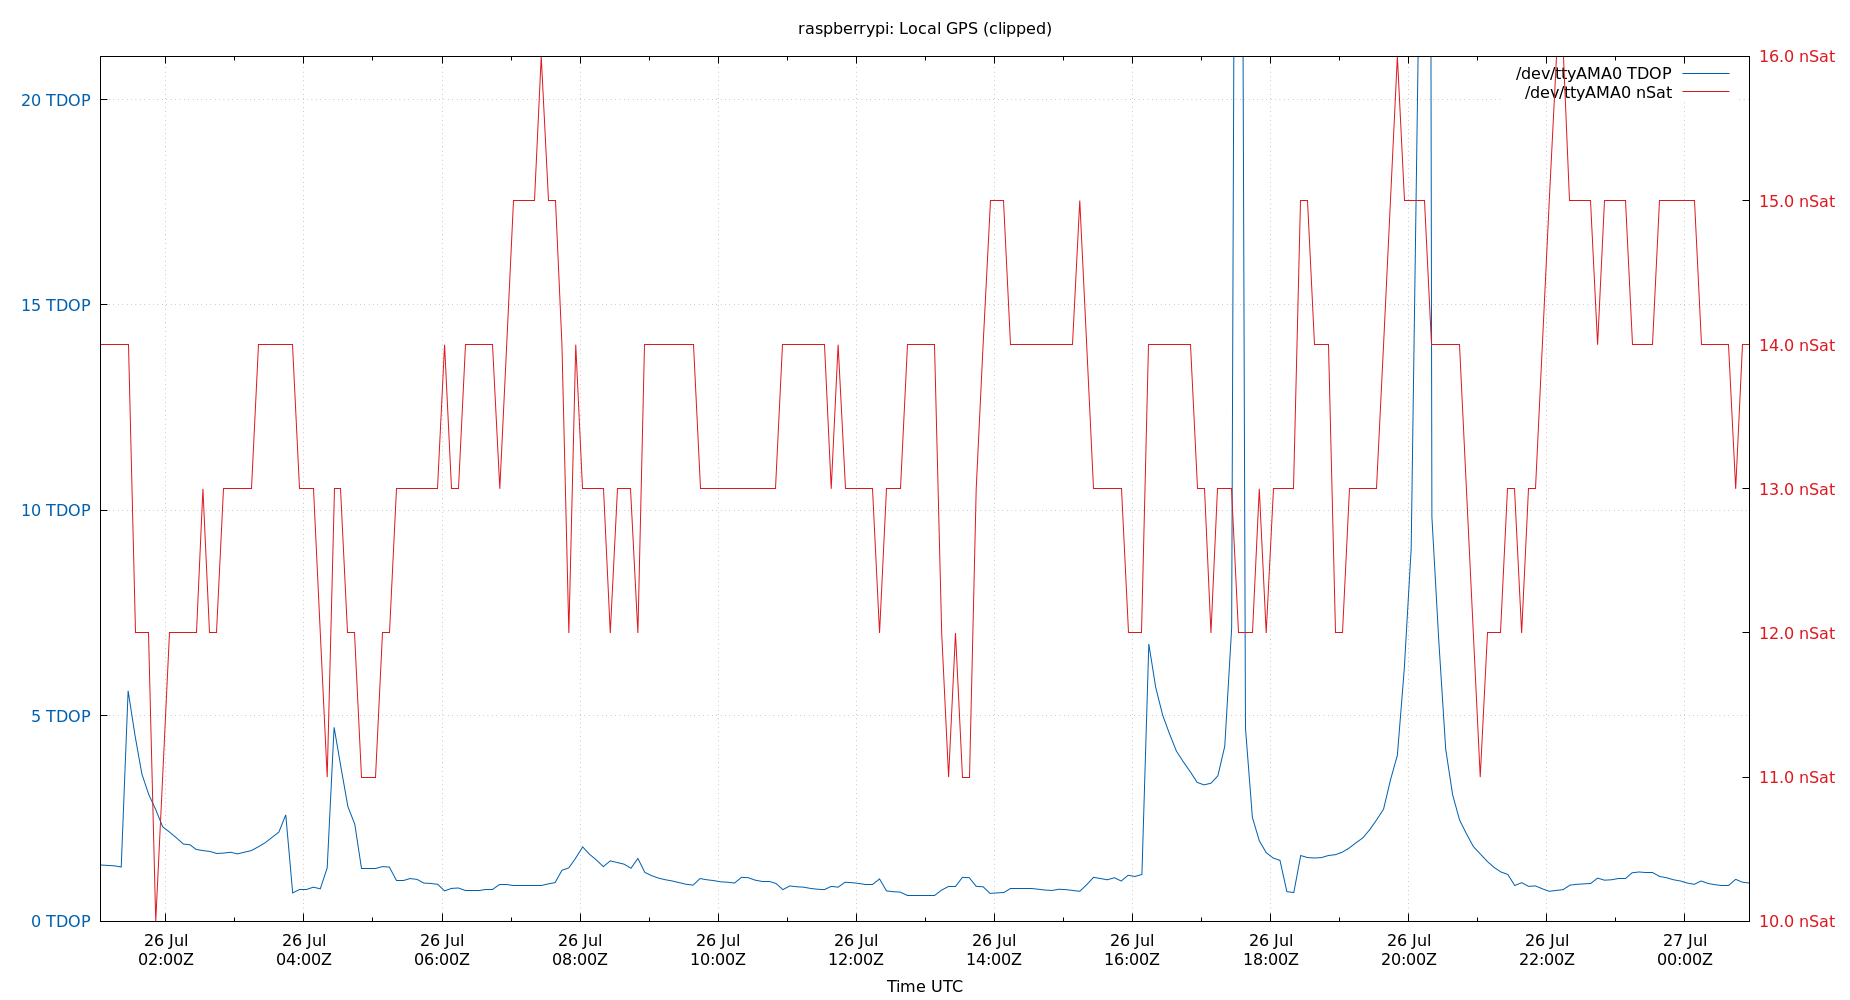 raspberrypi: Local GPS (clipped)
16.0 nSat
/dev/ttyAMA0 TDOP
/dev/ttyAMA0 nSat
20 TDOP
15.0 nSat
15 TDOP
14.0 nSat
13.0 nSat
10 TDOP
12.0 nSat
5 TDOP
11.0 nSat
0 TDOP
10.0 nSat
26 Jul 26 Jul 26 Jul 26 Jul 26 Jul 26 Jul 26 Jul 26 Jul 26 Jul 26 Jul 26 Jul 27 Jul
02:00Z 04:00Z 06:00Z 08:00Z 10:00Z 12:00Z 14:00Z 16:00Z 18:00Z 20:00Z 22:00Z 00:00Z
Time UTC